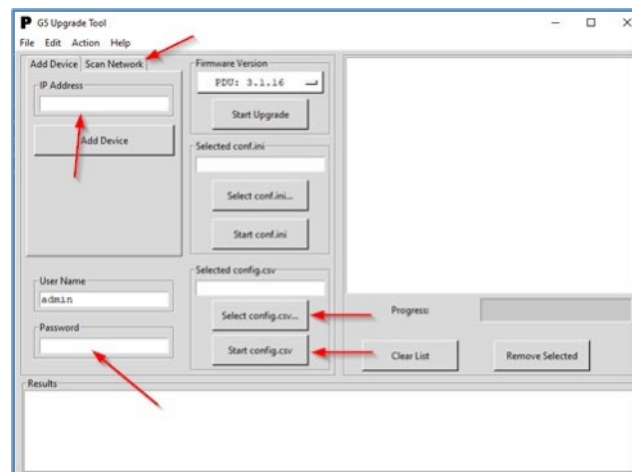 P G5 Upgrade Tool
File Edit Action Help
Add Device Scan Network
IP Address
Add Device
Firmware Version
PDU: 3.1.16
Start Upgrade
Selected conf.ini
Select conf.ini...
Start conf.ini
User Name
admin
Password
Selected config.csv
Select config.csv...
Start config.csv
Progress:
Clear List
Remove Selected
Results